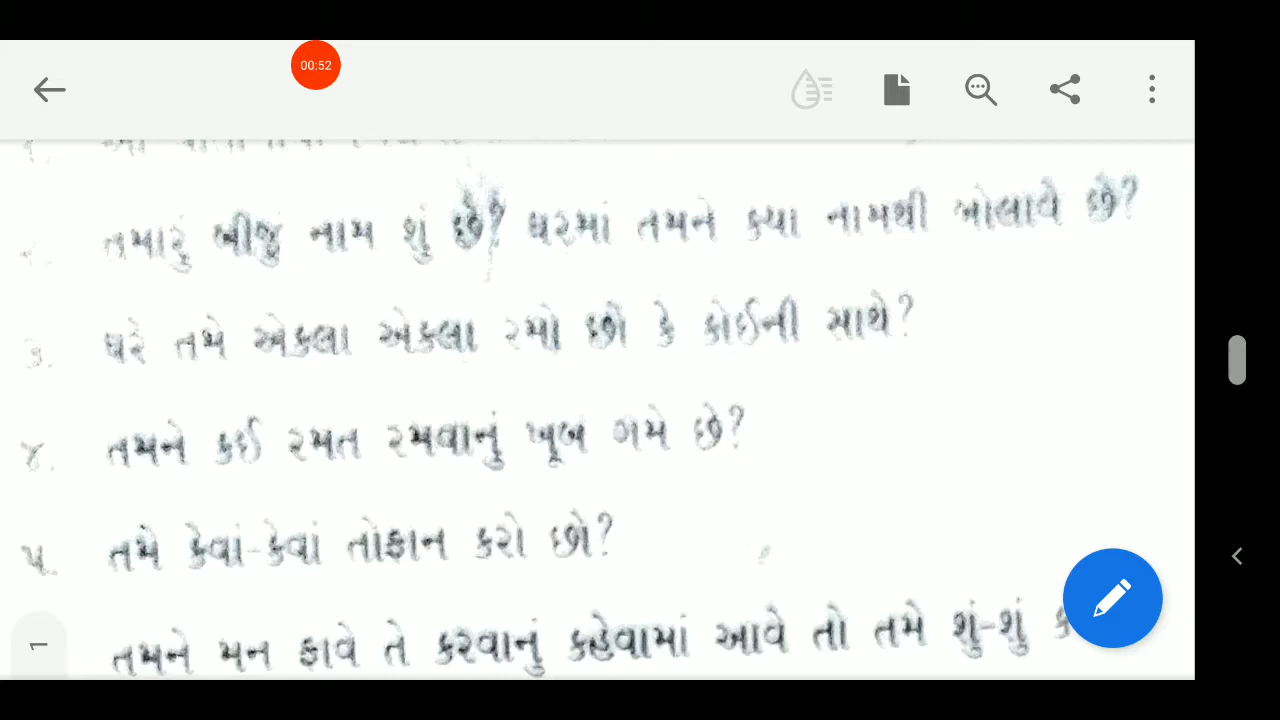 00:52
તમારું બીજું નામ શું છે? ઘરમાં તમને ક્યા નામથી બોલાવે છે?
૩. ઘરે તમે એકલા એકલા રમો છો કે કોઈની સાથે?
૪. તમને કઈ રમત રમવાનું ખૂબ ગમે છે?
૫. તમે કેવાં-કેવાં તોફાન કરો છો?
તમને મન ફાવે તે કરવાનું કહેવામાં આવે તો તમે શું-શું
1